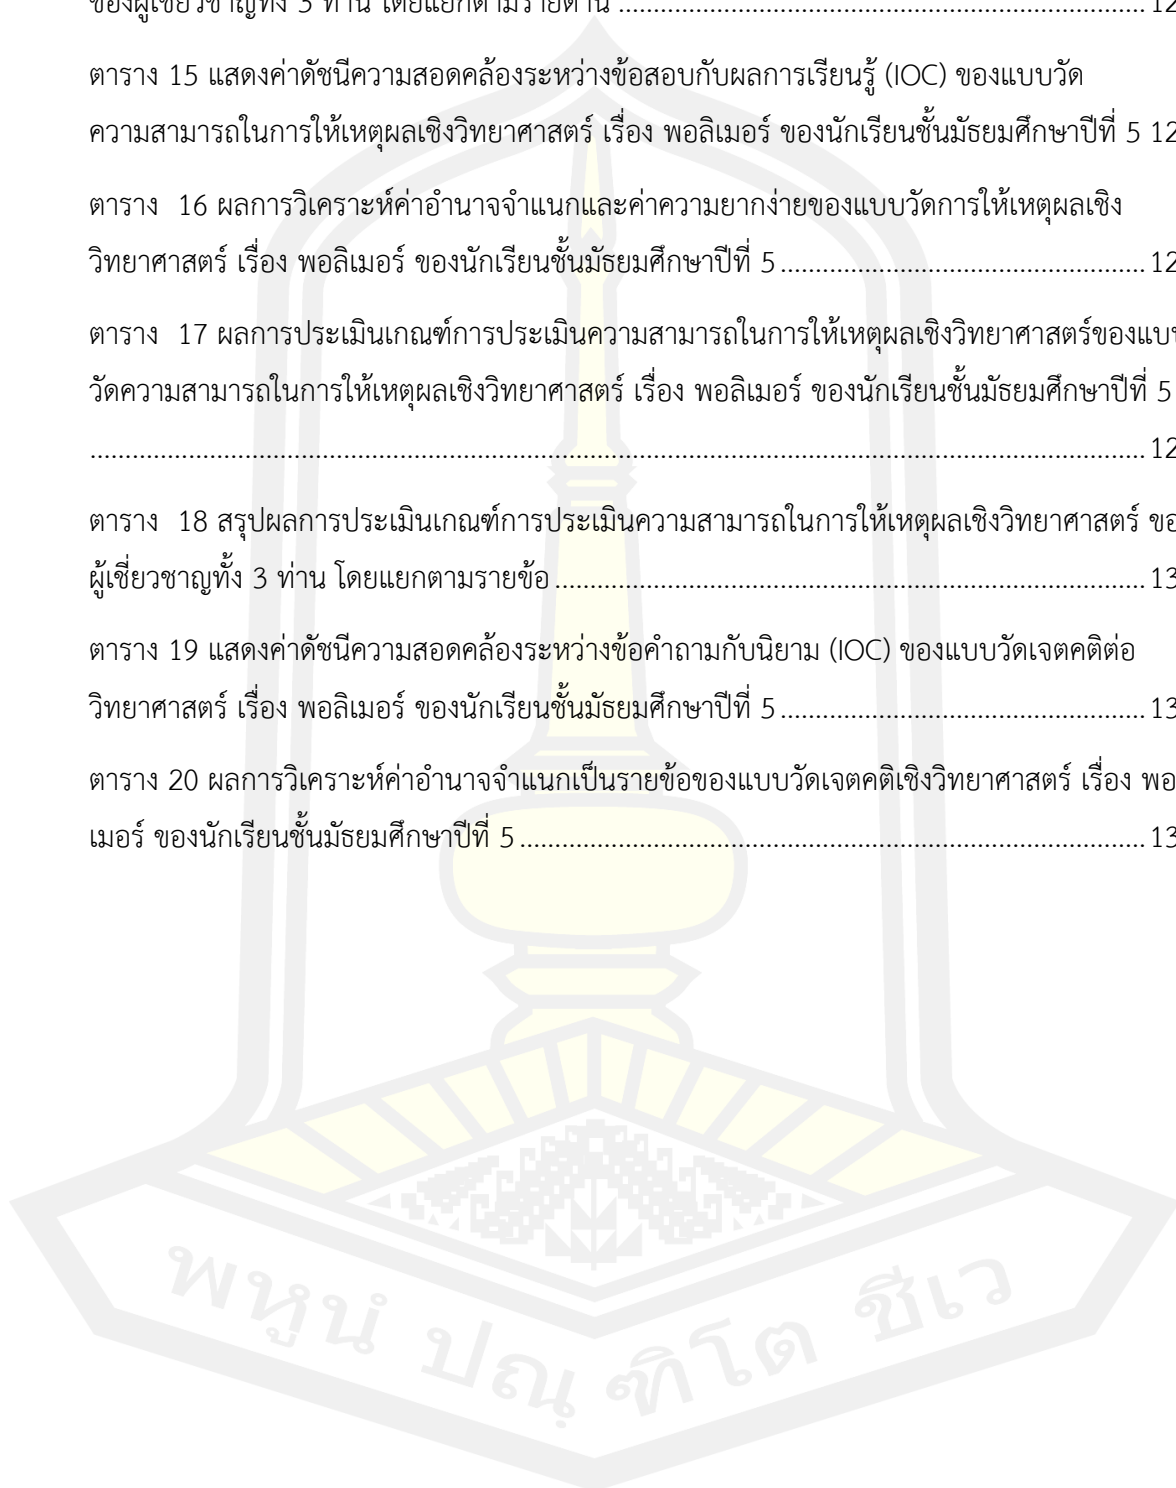 ของผู้เชี่ยวชาญทั้ง 3 ท่าน โดยแยกตามรายด้าน .......... 12
ตาราง 15 แสดงค่าดัชนีความสอดคล้องระหว่างข้อสอบกับผลการเรียนรู้ (IOC) ของแบบวัด
ความสามารถในการให้เหตุผลเชิงวิทยาศาสตร์ เรื่อง พอลิเมอร์ ของนักเรียนชั้นมัธยมศึกษาปีที่ 5 12
ตาราง 16 ผลการวิเคราะห์ค่าอำนาจจำแนกและค่าความยากง่ายของแบบวัดการให้เหตุผลเชิง
วิทยาศาสตร์ เรื่อง พอลิเมอร์ ของนักเรียนชั้นมัธยมศึกษาปีที่ 5 .......... 12
ตาราง 17 ผลการประเมินเกณฑ์การประเมินความสามารถในการให้เหตุผลเชิงวิทยาศาสตร์ของแบบ
วัดความสามารถในการให้เหตุผลเชิงวิทยาศาสตร์ เรื่อง พอลิเมอร์ ของนักเรียนชั้นมัธยมศึกษาปีที่ 5
.......... 12
ตาราง 18 สรุปผลการประเมินเกณฑ์การประเมินความสามารถในการให้เหตุผลเชิงวิทยาศาสตร์ ขอ
ผู้เชี่ยวชาญทั้ง 3 ท่าน โดยแยกตามรายข้อ .......... 13
ตาราง 19 แสดงค่าดัชนีความสอดคล้องระหว่างข้อคำถามกับนิยาม (IOC) ของแบบวัดเจตคติต่อ
วิทยาศาสตร์ เรื่อง พอลิเมอร์ ของนักเรียนชั้นมัธยมศึกษาปีที่ 5 .......... 13
ตาราง 20 ผลการวิเคราะห์ค่าอำนาจจำแนกเป็นรายข้อของแบบวัดเจตคติเชิงวิทยาศาสตร์ เรื่อง พอ
เมอร์ ของนักเรียนชั้นมัธยมศึกษาปีที่ 5 .......... 13
พหูนํ ปณฺ ฑิโต ชีเว